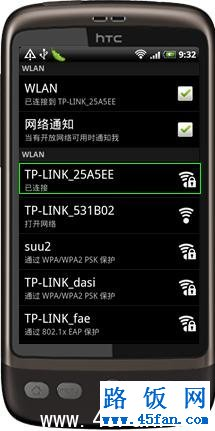 htc
9:32
WLAN
WLAN
已连接到 TP-LINK_25A5EE
网络通知
当有开放网络可用时通知我
WLAN
TP-LINK_25A5EE
已连接
TP-LINK_531B02
打开网络
suu2
通过 WPA/WPA2 PSK 保护
TP-LINK_dasi
通过 WPA/WPA2 PSK 保护
TP-LINK_fae
通过 802.1x EAP 保护
路饭网
www.45fan.com